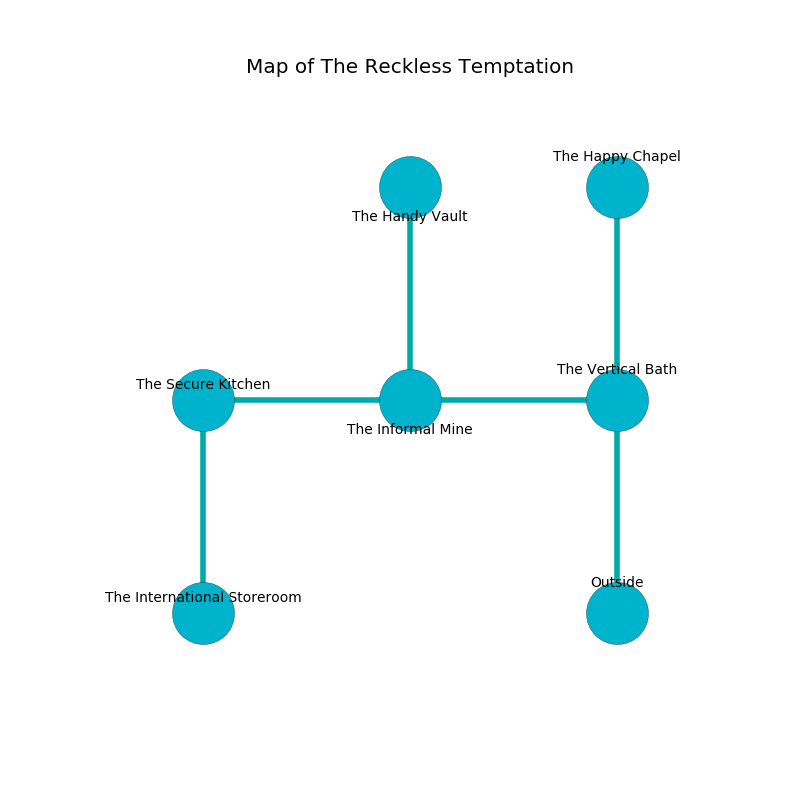 Map of The Reckless Temptation
The Happy Chapel
The Handy Vault
The Vertical Bath
The Secure Kitchen
The Informal Mine
Outside
The International Storeroom